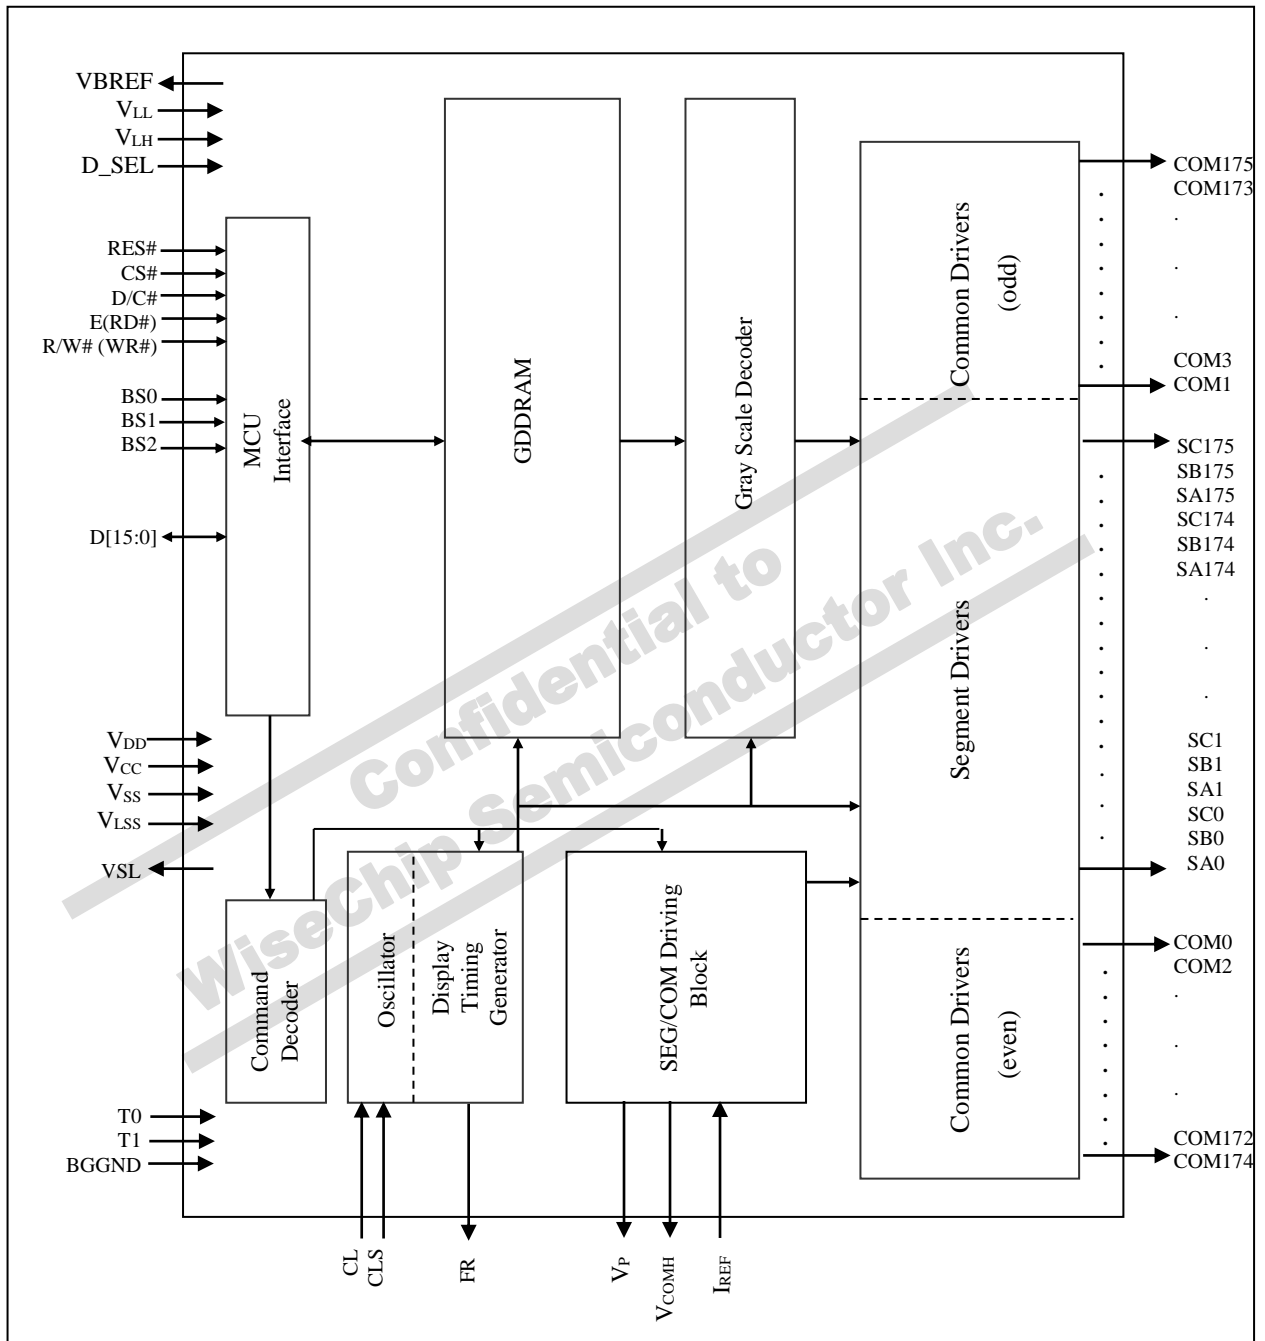 VBREF
VLL
VLH
D_SEL
RES#
CS#
D/C#
E(RD#)
R/W# (WR#)
BS0
BS1
BS2
D[15:0]
VDD
VCC
VSS
VLSS
VSL
T0
T1
BGGND
MCU
Interface
Command
Decoder
GDDRAM
Gray Scale Decoder
Oscillator
Display
Timing
Generator
SEG/COM Driving
Block
Common Drivers
(odd)
Segment Drivers
Common Drivers
(even)
COM175
COM173
.
.
.
COM3
COM1
SC175
SB175
SA175
SC174
SB174
SA174
.
.
.
SC1
SB1
SA1
SC0
SB0
SA0
COM0
COM2
.
.
.
COM172
COM174
CL
CLS
FR
VP
VCOMH
IREF
Confidential to
WiseChip Semiconductor Inc.